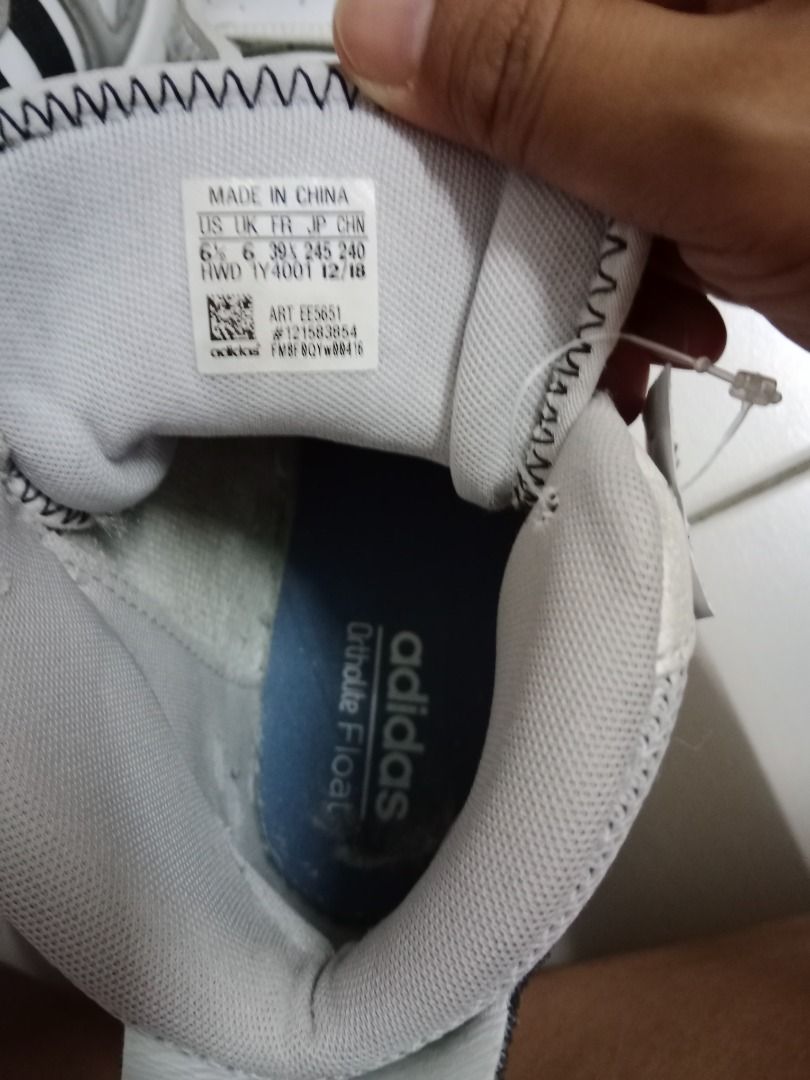 MADE IN CHINA
US UK FR JP CHN
6½ 6 39⅓ 245 240
HWD 1Y4001 12/18
ART EE5651
#121583854
adidas FM8F0QYW00416
adidas
Ortholite Float